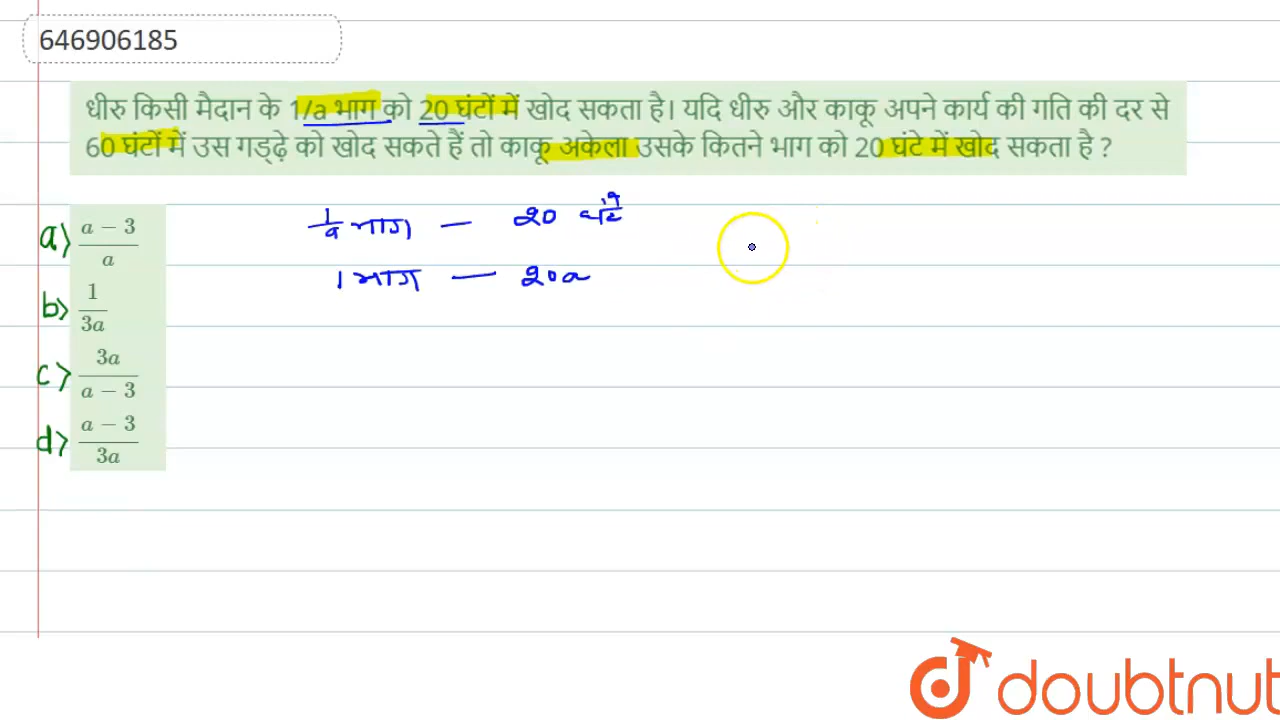 646906185
धीरु किसी मैदान के 1/a भाग को 20 घंटों में खोद सकता है। यदि धीरु और काकू अपने कार्य की गति की दर से
60 घंटों में उस गड्ढ़े को खोद सकते हैं तो काकू अकेला उसके कितने भाग को 20 घंटे में खोद सकता है ?
a) a − 3 / a
b) 1 / 3a
c) 3a / a − 3
d) a − 3 / 3a
1/a भाग — 20 घंटे
1 भाग — 20a
doubtnut